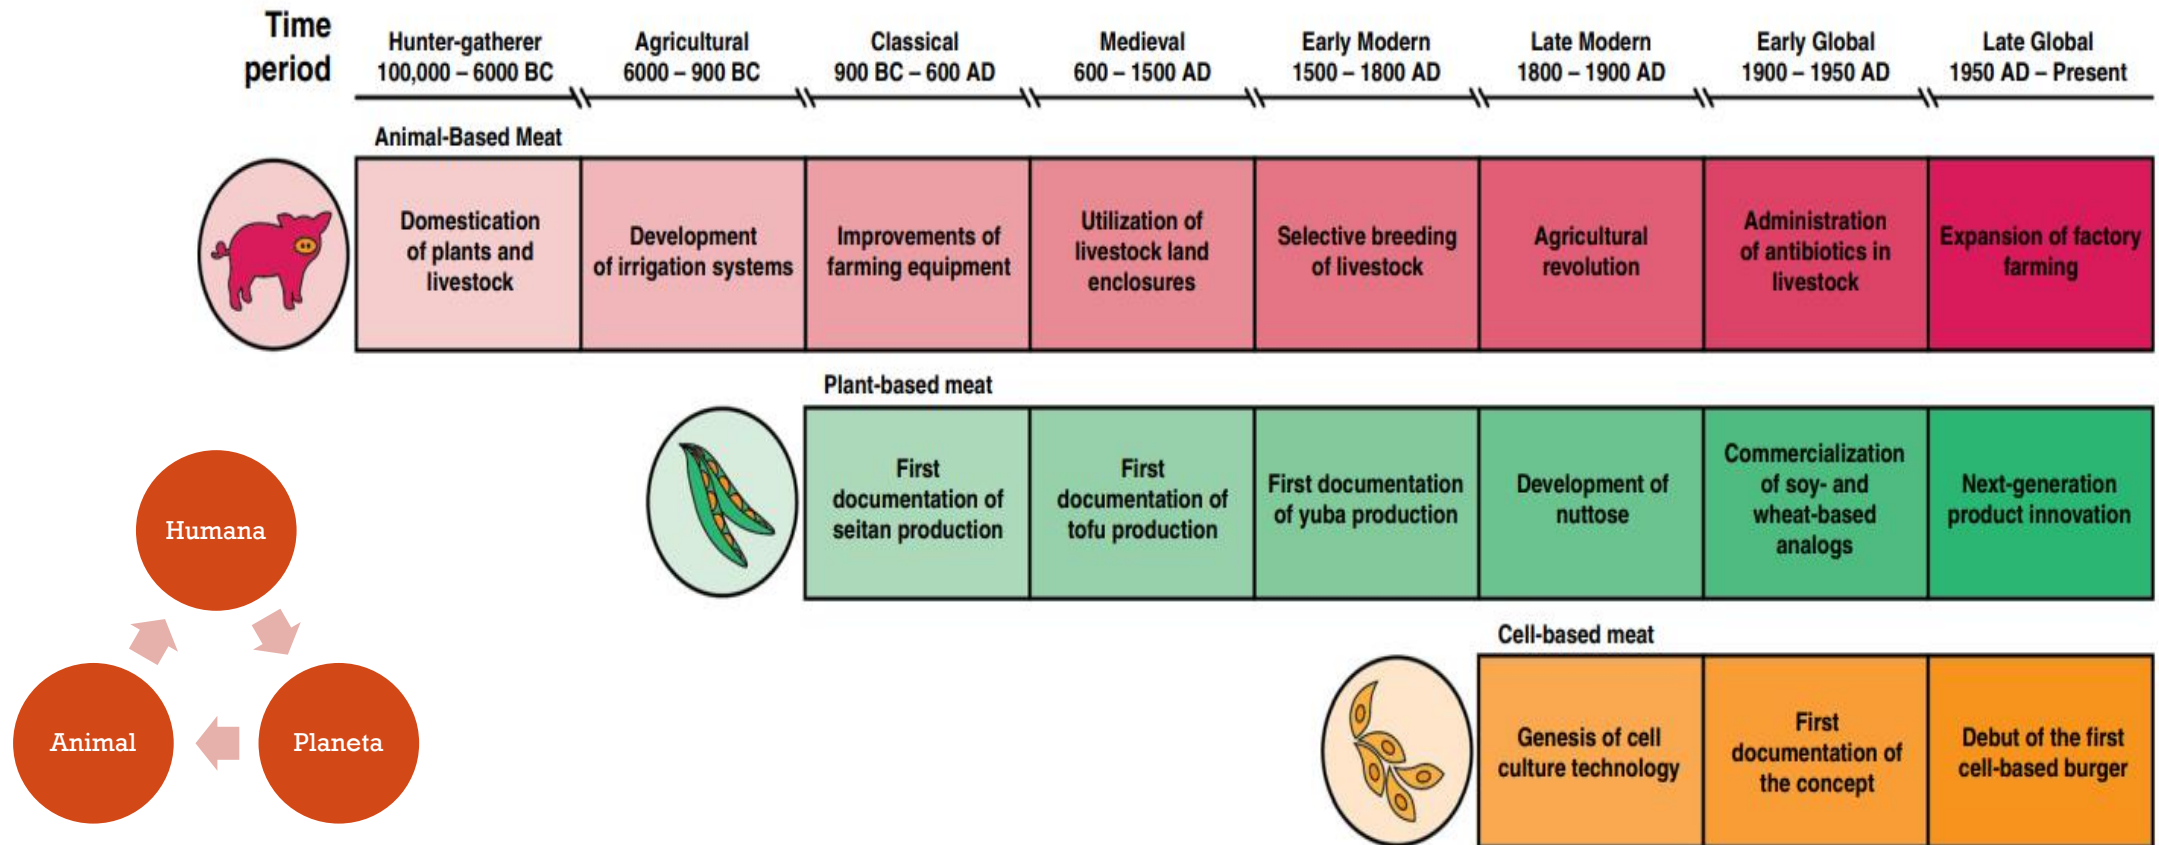 Time
period
Hunter-gatherer
100,000 – 6000 BC
Agricultural
6000 – 900 BC
Classical
900 BC – 600 AD
Medieval
600 – 1500 AD
Early Modern
1500 – 1800 AD
Late Modern
1800 – 1900 AD
Early Global
1900 – 1950 AD
Late Global
1950 AD – Present
Animal-Based Meat
Domestication
of plants and
livestock
Development
of irrigation systems
Improvements of
farming equipment
Utilization of
livestock land
enclosures
Selective breeding
of livestock
Agricultural
revolution
Administration
of antibiotics in
livestock
Expansion of factory
farming
Plant-based meat
First
documentation of
seitan production
First
documentation of
tofu production
First documentation
of yuba production
Development of
nuttose
Commercialization
of soy- and
wheat-based
analogs
Next-generation
product innovation
Cell-based meat
Genesis of cell
culture technology
First
documentation of
the concept
Debut of the first
cell-based burger
Humana
Animal
Planeta